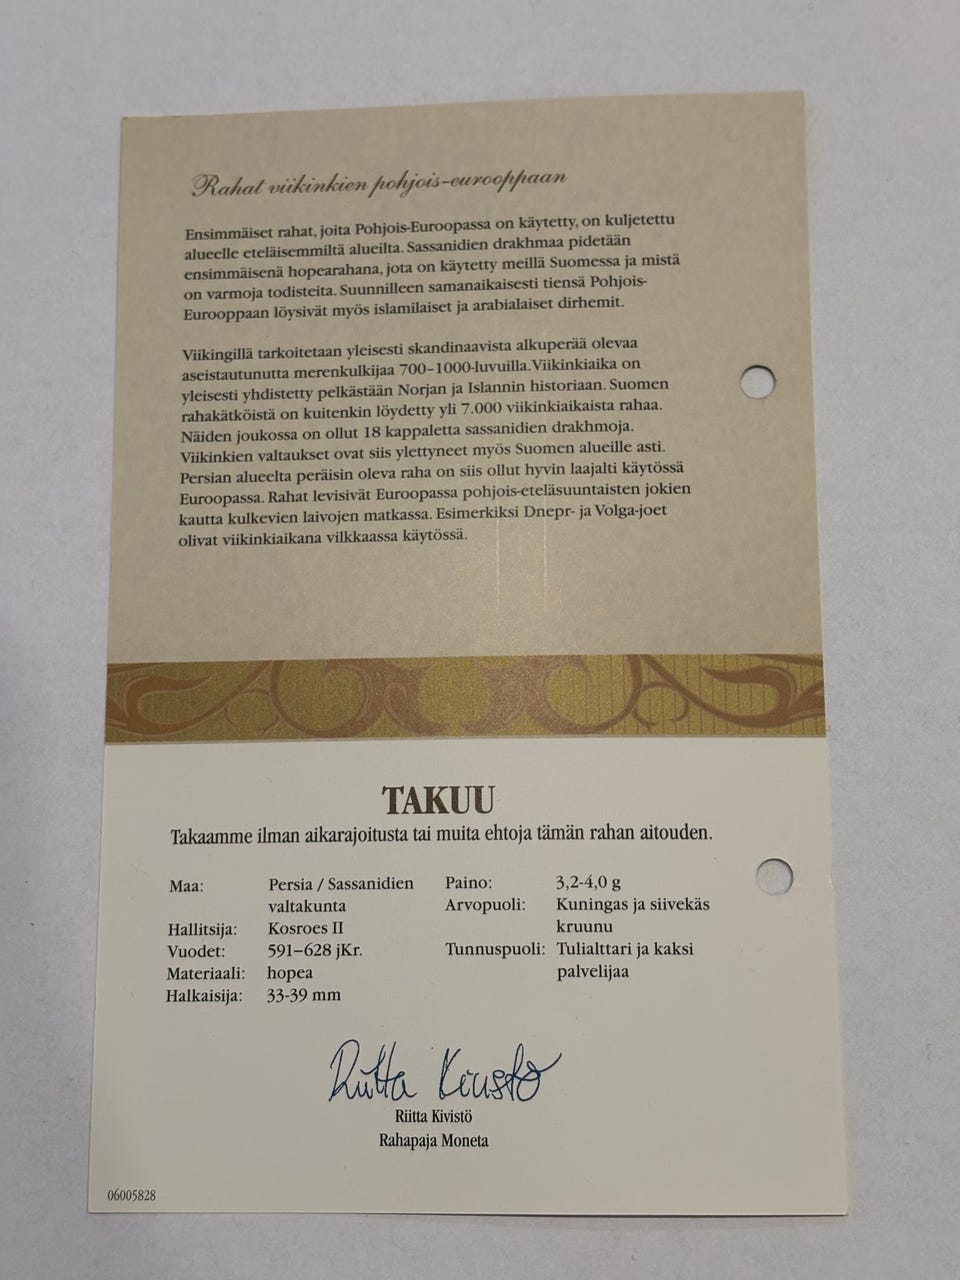 Rahat viikinkien pohjois-eurooppaan
Ensimmäiset rahat, joita Pohjois-Euroopassa on käytetty, on kuljetettu
alueelle eteläisemmiltä alueilta. Sassanidien drakhmaa pidetään
ensimmäisenä hopearahana, jota on käytetty meillä Suomessa ja mistä
on varmoja todisteita. Suunnilleen samanaikaisesti tiensä Pohjois-
Eurooppaan löysivät myös islamilaiset ja arabialaiset dirhemit.
Viikingillä tarkoitetaan yleisesti skandinaavista alkuperää olevaa
aseistautunutta merenkulkijaa 700–1000-luvuilla. Viikinkiaika on
yleisesti yhdistetty pelkästään Norjan ja Islannin historiaan. Suomen
rahakätköistä on kuitenkin löydetty yli 7.000 viikinkiaikaista rahaa.
Näiden joukossa on ollut 18 kappaletta sassanidien drakhmoja.
Viikinkien valtaukset ovat siis ylettyneet myös Suomen alueille asti.
Persian alueelta peräisin oleva raha on siis ollut hyvin laajalti käytössä
Euroopassa. Rahat levisivät Euroopassa pohjois-eteläsuuntaisten jokien
kautta kulkevien laivojen matkassa. Esimerkiksi Dnepr- ja Volga-joet
olivat viikinkiaikana vilkkaassa käytössä.
TAKUU
Takaamme ilman aikarajoitusta tai muita ehtoja tämän rahan aitouden.
Maa: Persia / Sassanidien
valtakunta
Hallitsija: Kosroes II
Vuodet: 591–628 jKr.
Materiaali: hopea
Halkaisija: 33-39 mm
Paino: 3,2-4,0 g
Arvopuoli: Kuningas ja siivekäs
kruunu
Tunnuspuoli: Tulialttari ja kaksi
palvelijaa
Riitta Kivistö
Riitta Kivistö
Rahapaja Moneta
06005828